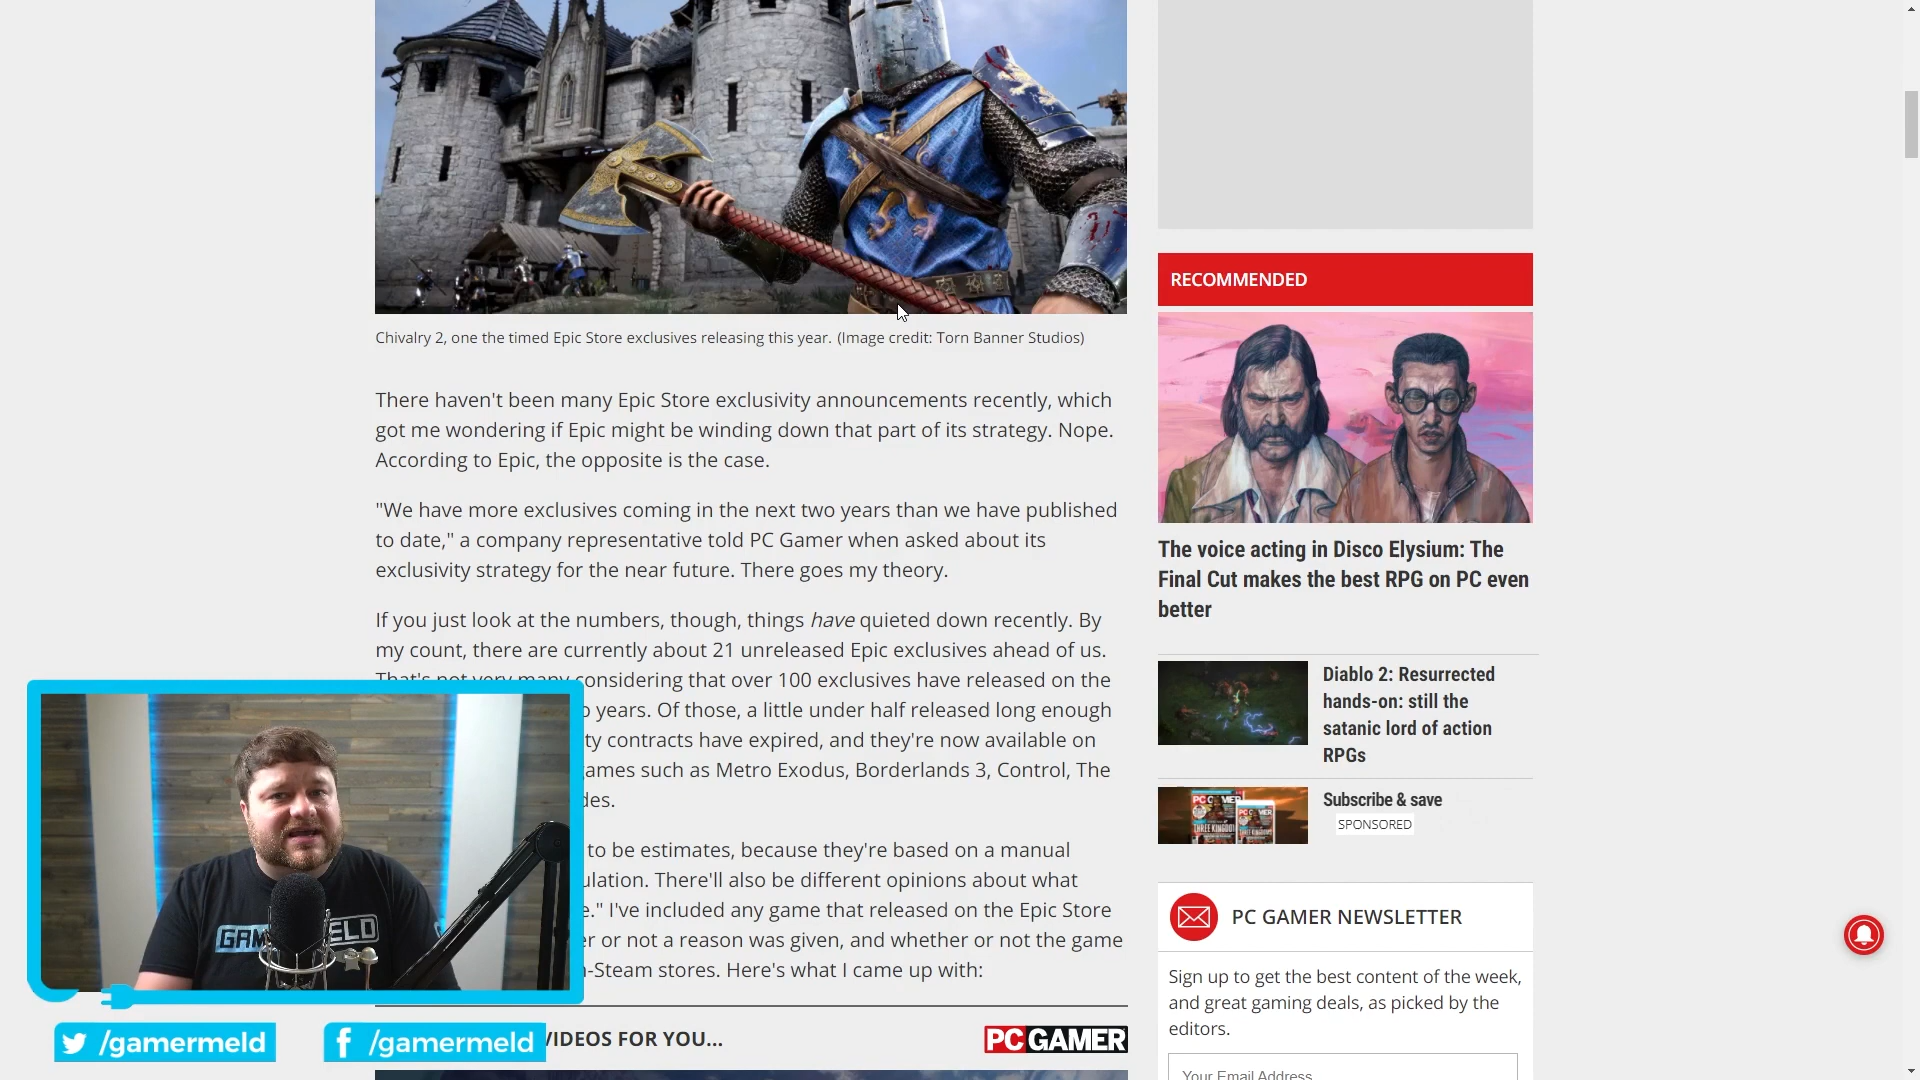 Chivalry 2, one the timed Epic Store exclusives releasing this year. (Image credit: Torn Banner Studios)
There haven't been many Epic Store exclusivity announcements recently, which
got me wondering if Epic might be winding down that part of its strategy. Nope.
According to Epic, the opposite is the case.
"We have more exclusives coming in the next two years than we have published
to date," a company representative told PC Gamer when asked about its
exclusivity strategy for the near future. There goes my theory.
If you just look at the numbers, though, things have quieted down recently. By
my count, there are currently about 21 unreleased Epic exclusives ahead of us.
That's not very many considering that over 100 exclusives have released on the
years. Of those, a little under half released long enough
contracts have expired, and they're now available on
games such as Metro Exodus, Borderlands 3, Control, The
to be estimates, because they're based on a manual
There'll also be different opinions about what
I've included any game that released on the Epic Store
or not a reason was given, and whether or not the game
-Steam stores. Here's what I came up with:
VIDEOS FOR YOU...
PC GAMER
RECOMMENDED
The voice acting in Disco Elysium: The
Final Cut makes the best RPG on PC even
better
Diablo 2: Resurrected
hands-on: still the
satanic lord of action
RPGs
PC GAMER
THREE KINGDOMS
Subscribe & save
SPONSORED
PC GAMER NEWSLETTER
Sign up to get the best content of the week,
and great gaming deals, as picked by the
editors.
Your Email Address
GAM ELD
/gamermeld
f /gamermeld